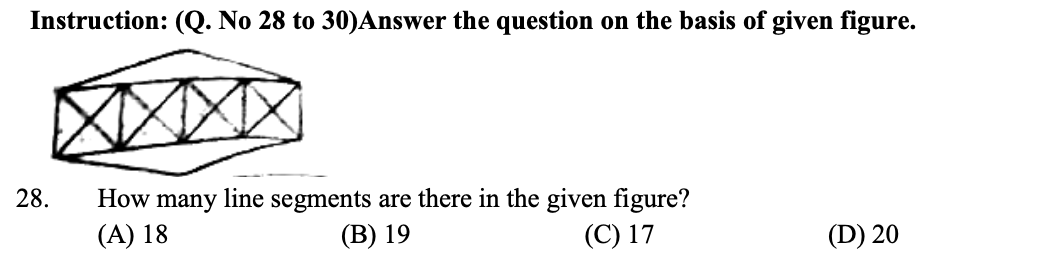 Instruction: (Q. No 28 to 30)Answer the question on the basis of given figure.
28. How many line segments are there in the given figure?
(A) 18 (B) 19 (C) 17 (D) 20